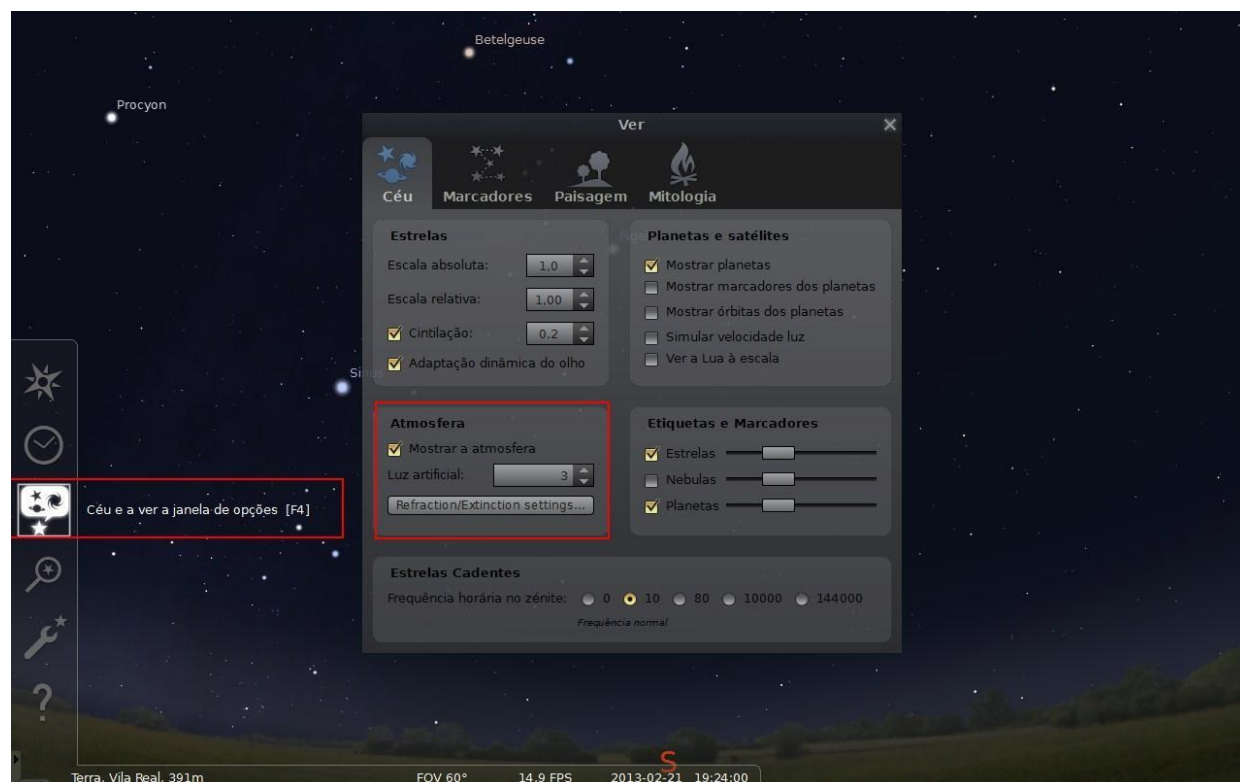 Betelgeuse
Procyon
Ver
Céu
Marcadores
Paisagem
Mitologia
Estrelas
Escala absoluta: 1,0
Escala relativa: 1,00
Cintilação: 0,2
Adaptação dinâmica do olho
Planetas e satélites
Mostrar planetas
Mostrar marcadores dos planetas
Mostrar órbitas dos planetas
Simular velocidade luz
Ver a Lua à escala
Atmosfera
Mostrar a atmosfera
Luz artificial: 3
Refraction/Extinction settings...
Etiquetas e Marcadores
Estrelas
Nebulas
Planetas
Céu e a ver a janela de opções [F4]
Estrelas Cadentes
Frequência horária no zénite: 0 10 80 10000 144000
Frequência normal
S
Terra, Vila Real, 391m FOV 60° 14.9 FPS 2013-02-21 19:24:00